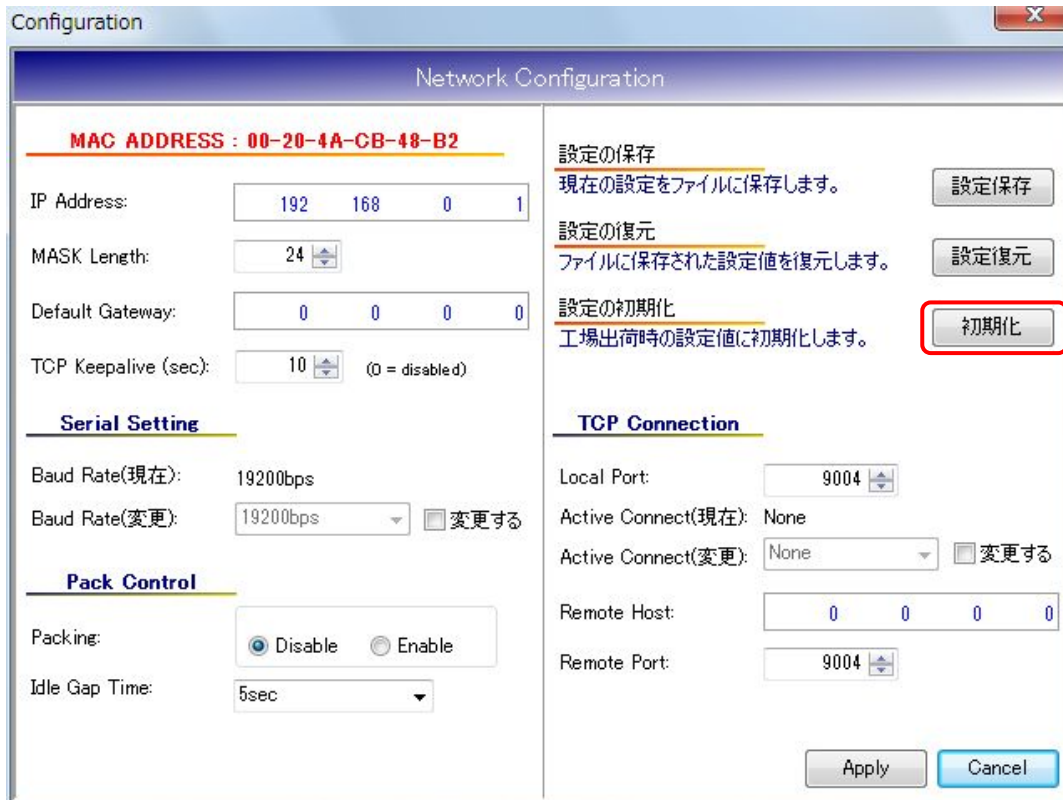 Configuration
Network Configuration
MAC ADDRESS : 00-20-4A-CB-48-B2
IP Address: 192 168 0 1
MASK Length: 24
Default Gateway: 0 0 0 0
TCP Keepalive (sec): 10 (0 = disabled)
Serial Setting
Baud Rate(現在): 19200bps
Baud Rate(変更): 19200bps 変更する
Pack Control
Packing: Disable Enable
Idle Gap Time: 5sec
設定の保存
現在の設定をファイルに保存します。 設定保存
設定の復元
ファイルに保存された設定値を復元します。 設定復元
設定の初期化
工場出荷時の設定値に初期化します。 初期化
TCP Connection
Local Port: 9004
Active Connect(現在): None
Active Connect(変更): None 変更する
Remote Host: 0 0 0 0
Remote Port: 9004
Apply Cancel